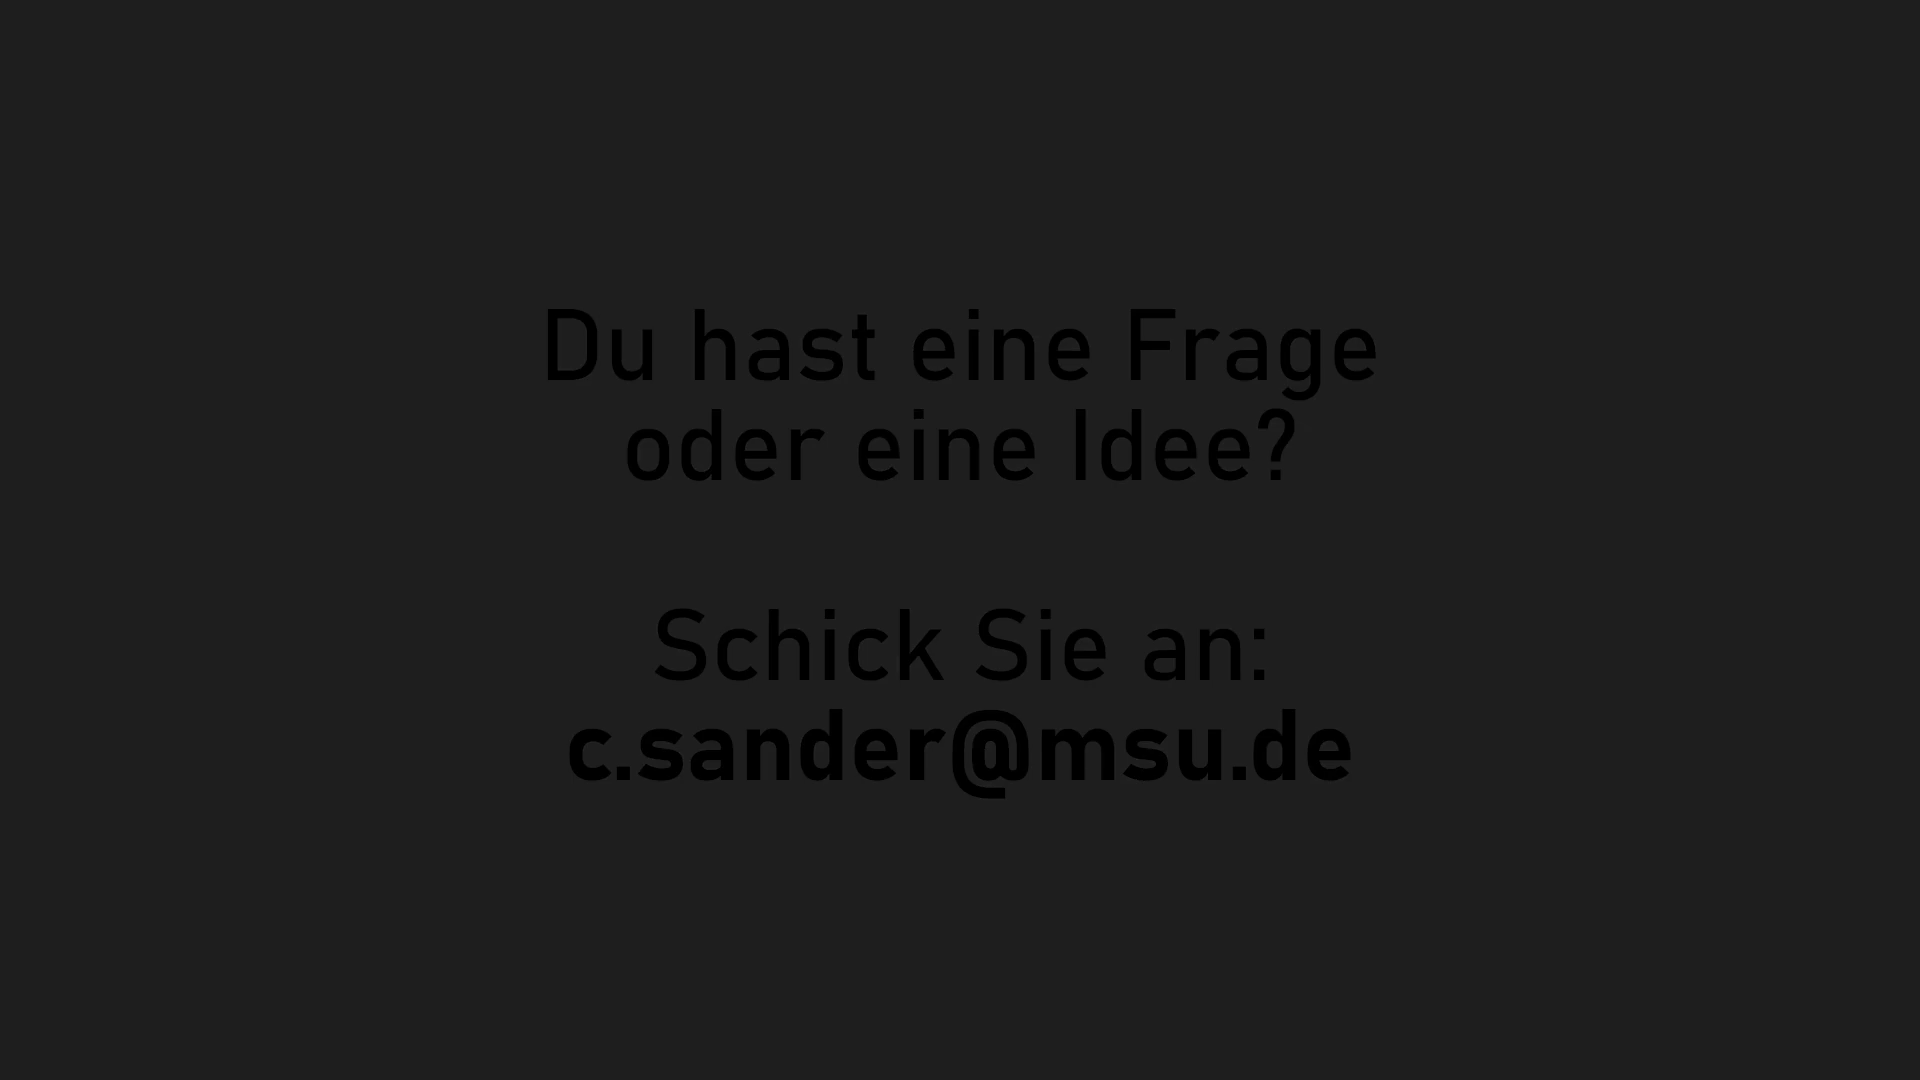 Du hast eine Frage
oder eine Idee?
Schick Sie an:
c.sander@msu.de